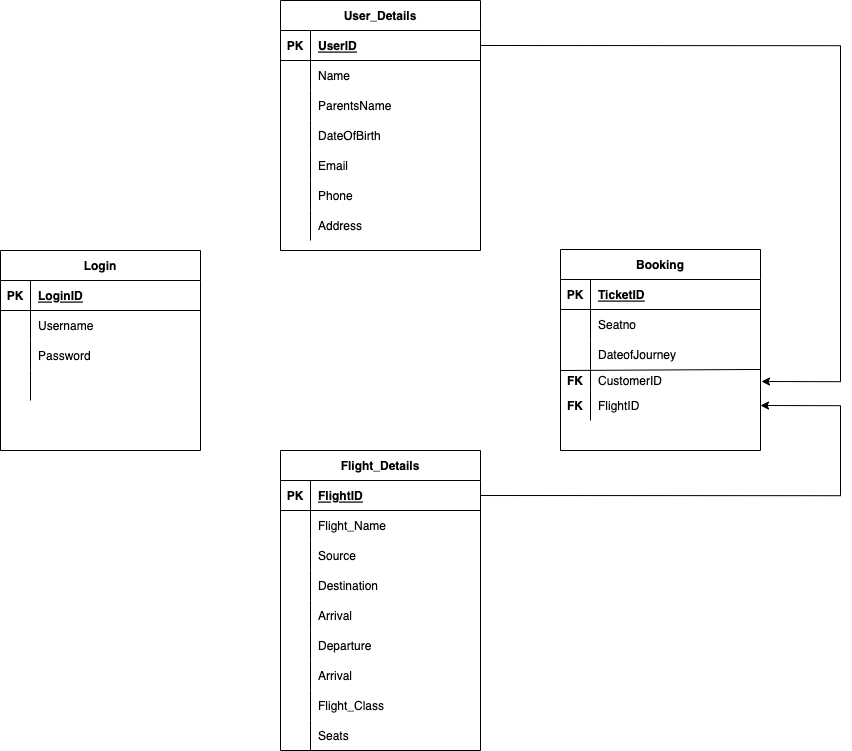 User_Details
PK UserID
Name
ParentsName
DateOfBirth
Email
Phone
Address
Login
PK LoginID
Username
Password
Booking
PK TicketID
Seatno
DateofJourney
FK CustomerID
FK FlightID
Flight_Details
PK FlightID
Flight_Name
Source
Destination
Arrival
Departure
Arrival
Flight_Class
Seats